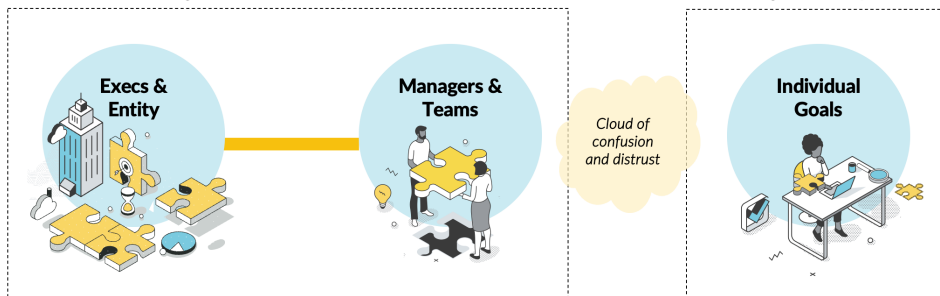 Execs &
Entity
Managers &
Teams
Cloud of
confusion
and distrust
Individual
Goals